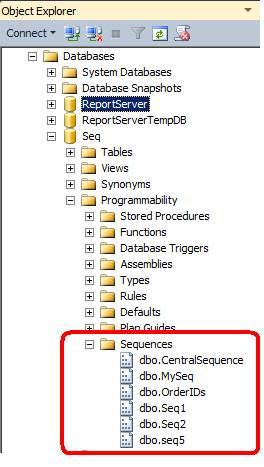 Object Explorer
Connect
Databases
System Databases
Database Snapshots
ReportServer
ReportServerTempDB
Seq
Tables
Views
Synonyms
Programmability
Stored Procedures
Functions
Database Triggers
Assemblies
Types
Rules
Defaults
Plan Guides
Sequences
dbo.CentralSequence
dbo.MySeq
dbo.OrderIDs
dbo.Seq1
dbo.Seq2
dbo.seq5